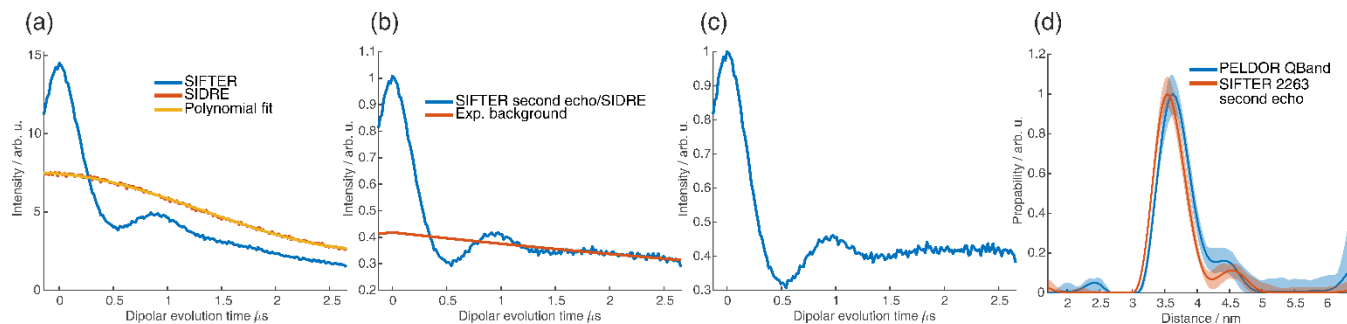 (a)
15
10
5
0
0
0.5
1
1.5
2
2.5
Intensity / arb. u.
Dipolar evolution time μs
SIFTER
SIDRE
Polynomial fit
(b)
1.1
1
0.9
0.8
0.7
0.6
0.5
0.4
0.3
0.2
0
0.5
1
1.5
2
2.5
Intensity / arb. u.
Dipolar evolution time μs
SIFTER second echo/SIDRE
Exp. background
(c)
1
0.9
0.8
0.7
0.6
0.5
0.4
0.3
0
0.5
1
1.5
2
2.5
Intensity / arb. u.
Dipolar evolution time μs
(d)
1.2
1
0.8
0.6
0.4
0.2
0
2
2.5
3
3.5
4
4.5
5
5.5
6
Propability / arb. u.
Distance / nm
PELDOR QBand
SIFTER 2263
second echo